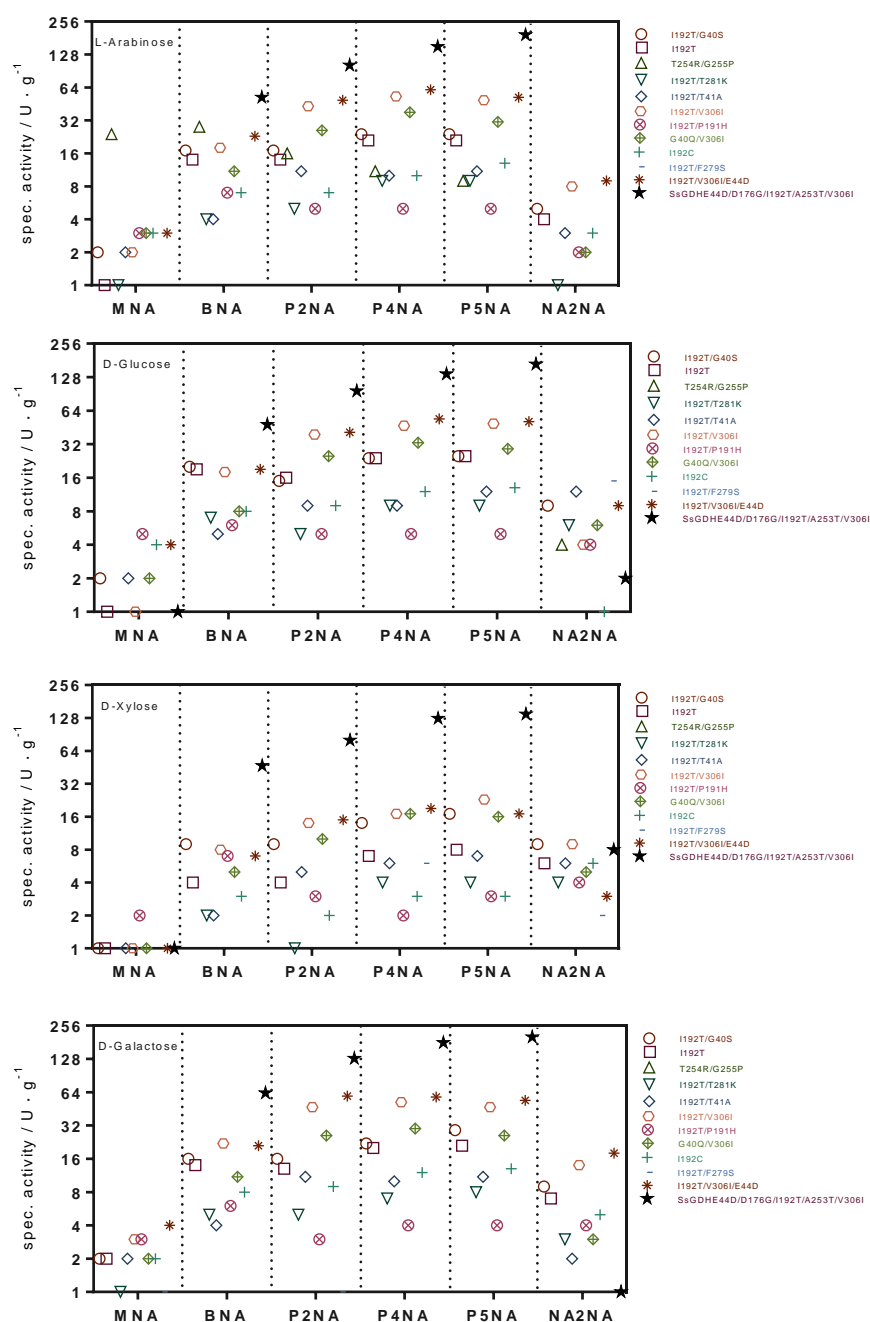 256
L-Arabinose
128
64
32
16
8
4
2
1
spec. activity / U · g⁻¹
MNA BNA P2NA P4NA P5NA NA2NA
I192T/G40S
I192T
T254R/G255P
I192T/T281K
I192T/T41A
I192T/V306I
I192T/P191H
G40Q/V306I
I192C
I192T/F279S
I192T/V306I/E44D
SsGDHE44D/D176G/I192T/A253T/V306I
256
D-Glucose
128
64
32
16
8
4
2
1
spec. activity / U · g⁻¹
MNA BNA P2NA P4NA P5NA NA2NA
I192T/G40S
I192T
T254R/G255P
I192T/T281K
I192T/T41A
I192T/V306I
I192T/P191H
G40Q/V306I
I192C
I192T/F279S
I192T/V306I/E44D
SsGDHE44D/D176G/I192T/A253T/V306I
256
D-Xylose
128
64
32
16
8
4
2
1
spec. activity / U · g⁻¹
MNA BNA P2NA P4NA P5NA NA2NA
I192T/G40S
I192T
T254R/G255P
I192T/T281K
I192T/T41A
I192T/V306I
I192T/P191H
G40Q/V306I
I192C
I192T/F279S
I192T/V306I/E44D
SsGDHE44D/D176G/I192T/A253T/V306I
256
D-Galactose
128
64
32
16
8
4
2
1
spec. activity / U · g⁻¹
MNA BNA P2NA P4NA P5NA NA2NA
I192T/G40S
I192T
T254R/G255P
I192T/T281K
I192T/T41A
I192T/V306I
I192T/P191H
G40Q/V306I
I192C
I192T/F279S
I192T/V306I/E44D
SsGDHE44D/D176G/I192T/A253T/V306I